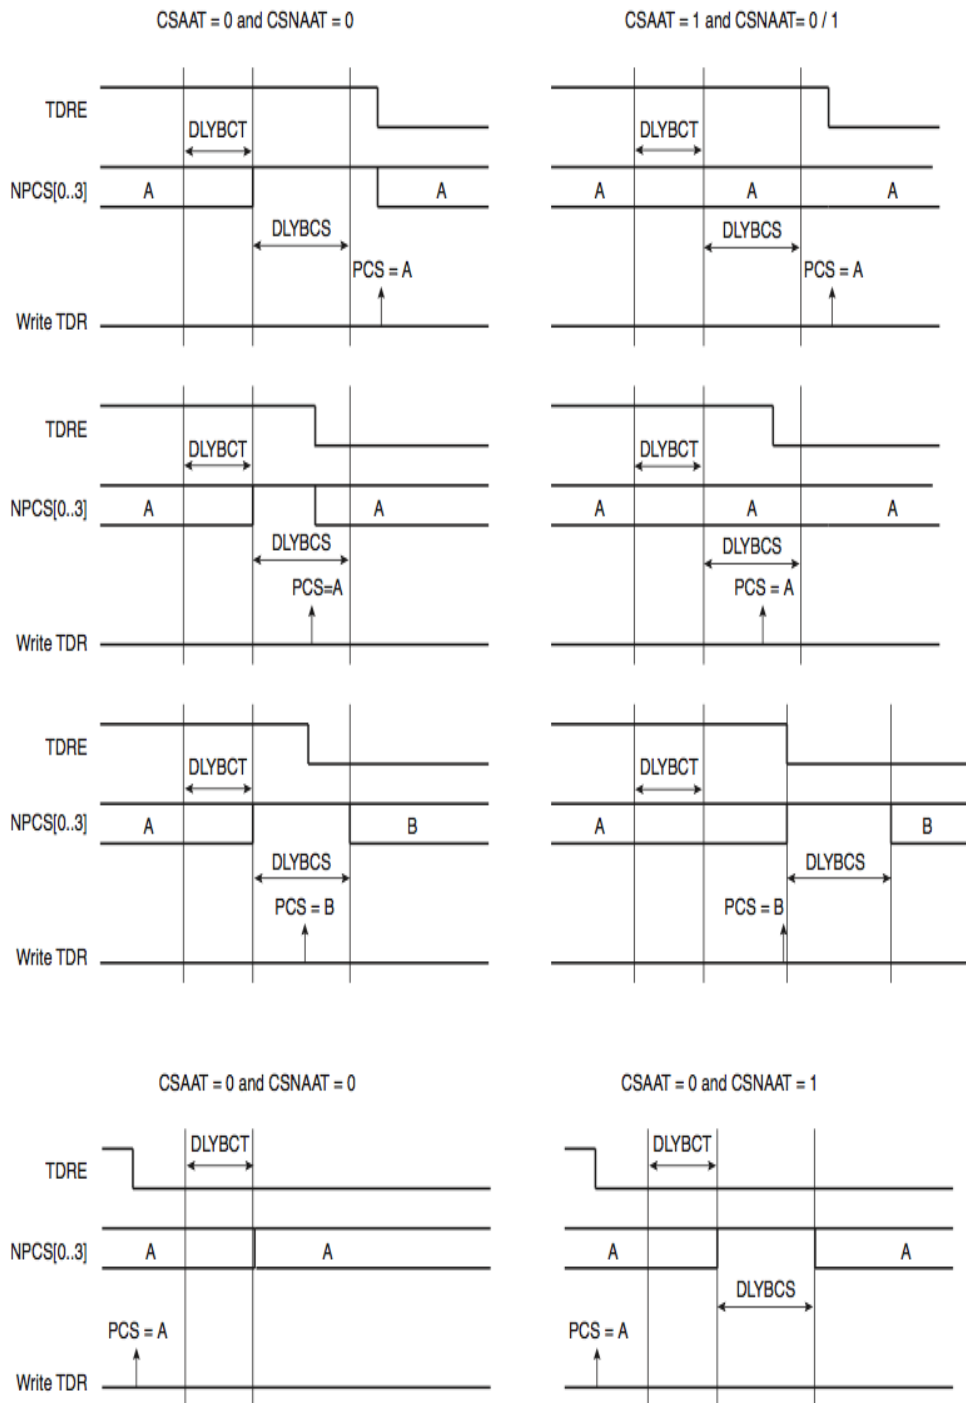 CSAAT = 0 and CSNAAT = 0
CSAAT = 1 and CSNAAT= 0 / 1
TDRE
DLYBCT
DLYBCT
NPCS[0..3]
A
A
A
A
A
DLYBCS
DLYBCS
PCS = A
PCS = A
Write TDR
TDRE
DLYBCT
DLYBCT
NPCS[0..3]
A
A
A
A
A
DLYBCS
DLYBCS
PCS=A
PCS = A
Write TDR
TDRE
DLYBCT
DLYBCT
NPCS[0..3]
A
B
A
B
DLYBCS
DLYBCS
PCS = B
PCS = B
Write TDR
CSAAT = 0 and CSNAAT = 0
CSAAT = 0 and CSNAAT = 1
DLYBCT
DLYBCT
TDRE
NPCS[0..3]
A
A
A
A
DLYBCS
PCS = A
PCS = A
Write TDR